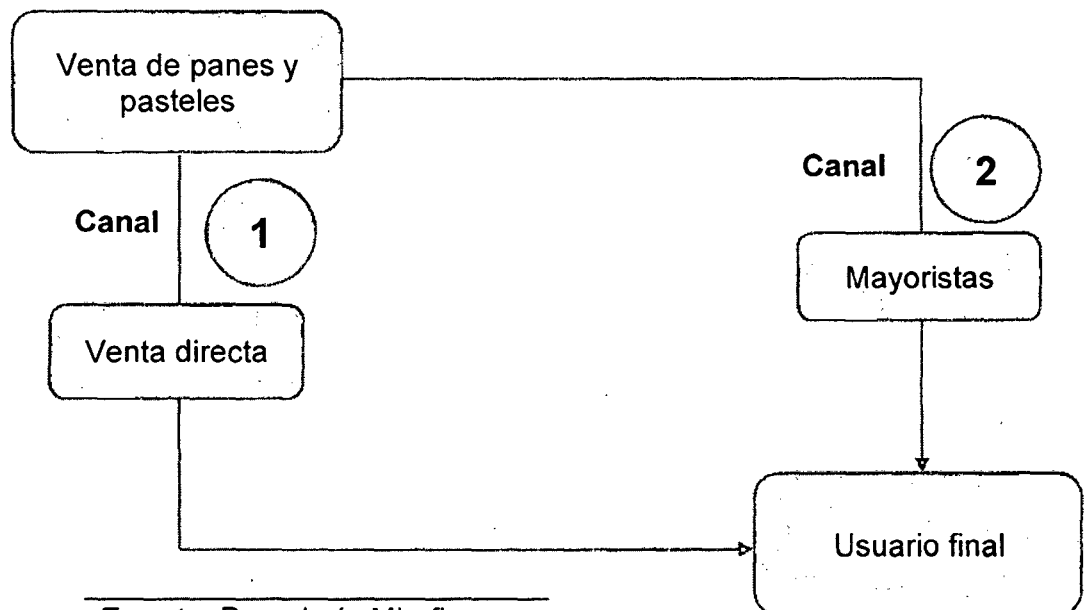 Venta de panes y
pasteles
Canal
1
Venta directa
Canal
2
Mayoristas
Usuario final